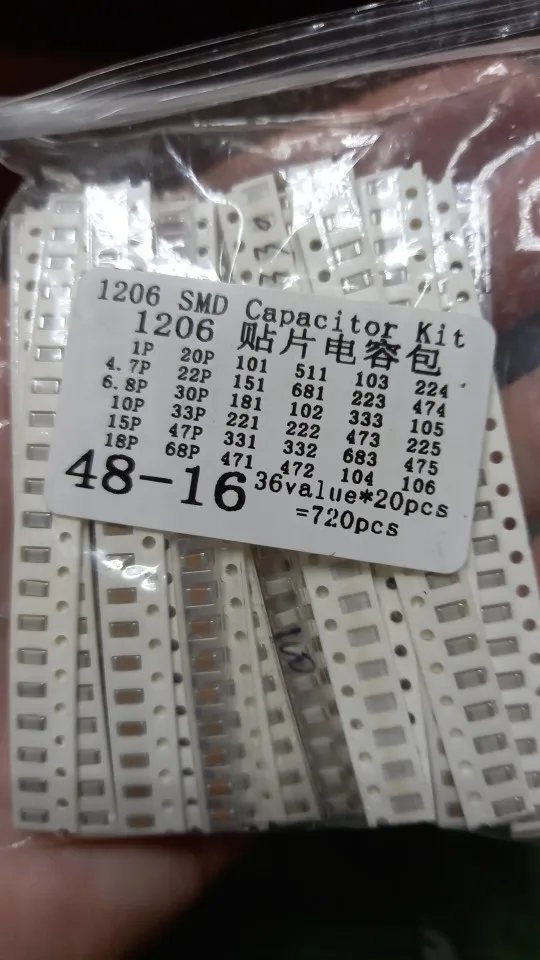 1206 SMD Capacitor Kit
1206 贴片电容包
1P 20P 101 511 103 224
4.7P 22P 151 681 223 474
6.8P 30P 181 102 333 105
10P 33P 221 222 473 225
15P 47P 331 332 683 475
18P 68P 471 472 104 106
48-16 36value*20pcs
=720pcs
330
100